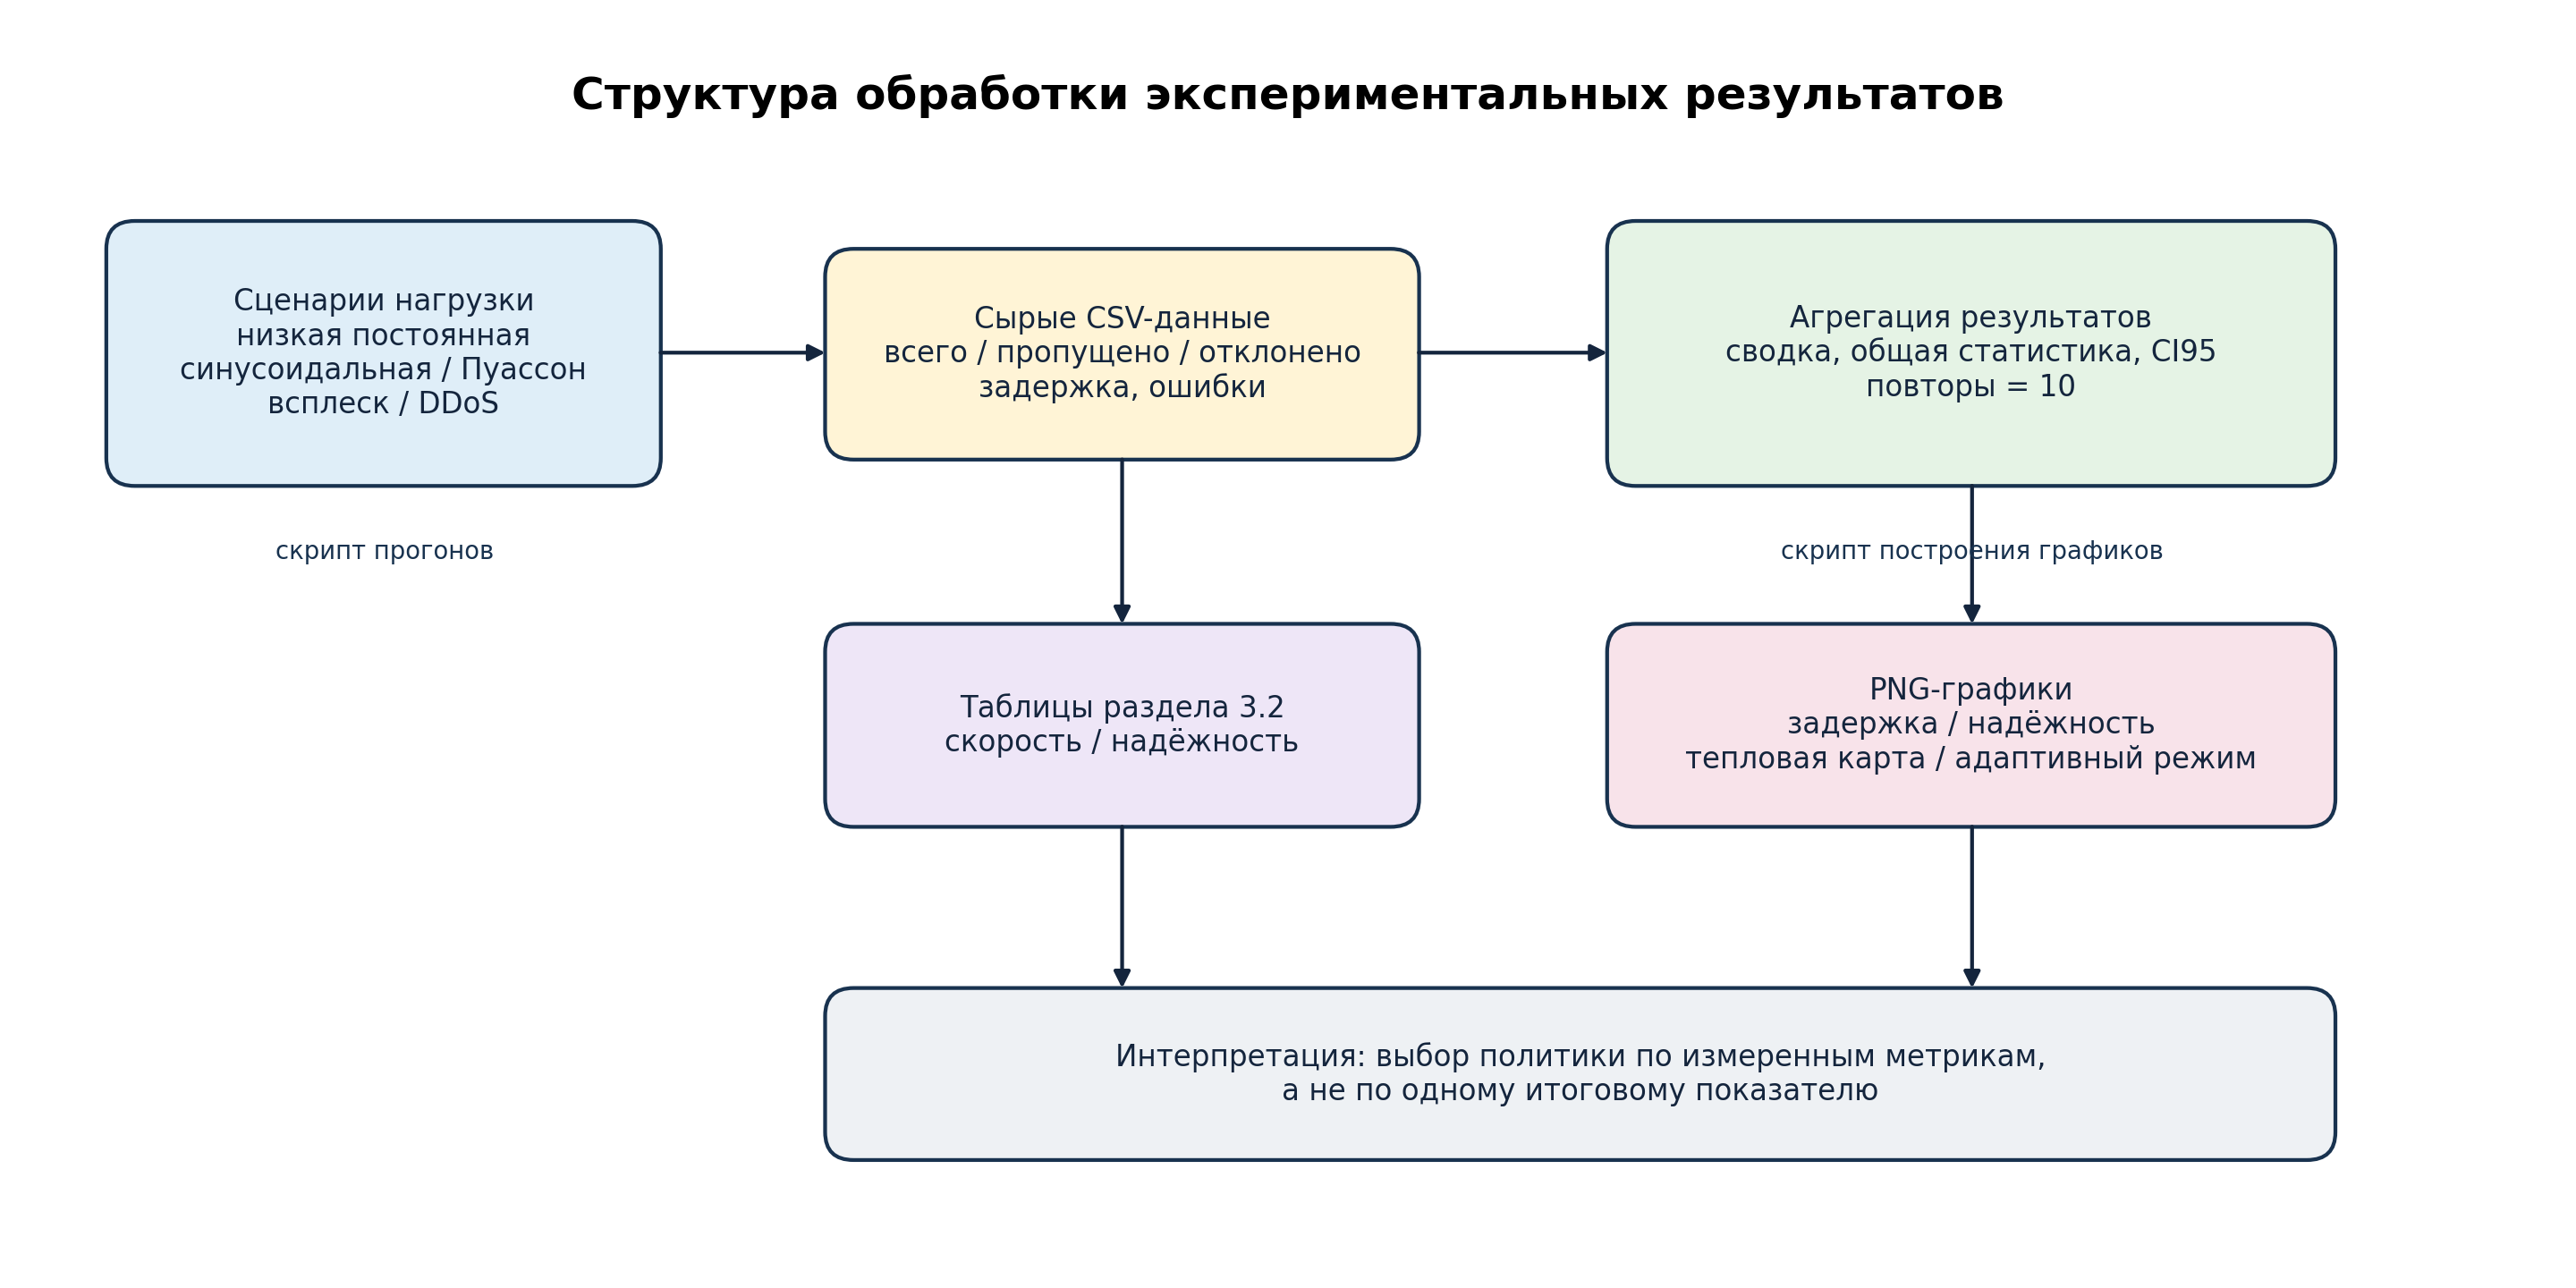 Структура обработки экспериментальных результатов
Сценарии нагрузки
низкая постоянная
синусоидальная / Пуассон
всплеск / DDoS
Сырые CSV-данные
всего / пропущено / отклонено
задержка, ошибки
Агрегация результатов
сводка, общая статистика, CI95
повторы = 10
скрипт прогонов
скрипт построения графиков
Таблицы раздела 3.2
скорость / надёжность
PNG-графики
задержка / надёжность
тепловая карта / адаптивный режим
Интерпретация: выбор политики по измеренным метрикам,
а не по одному итоговому показателю